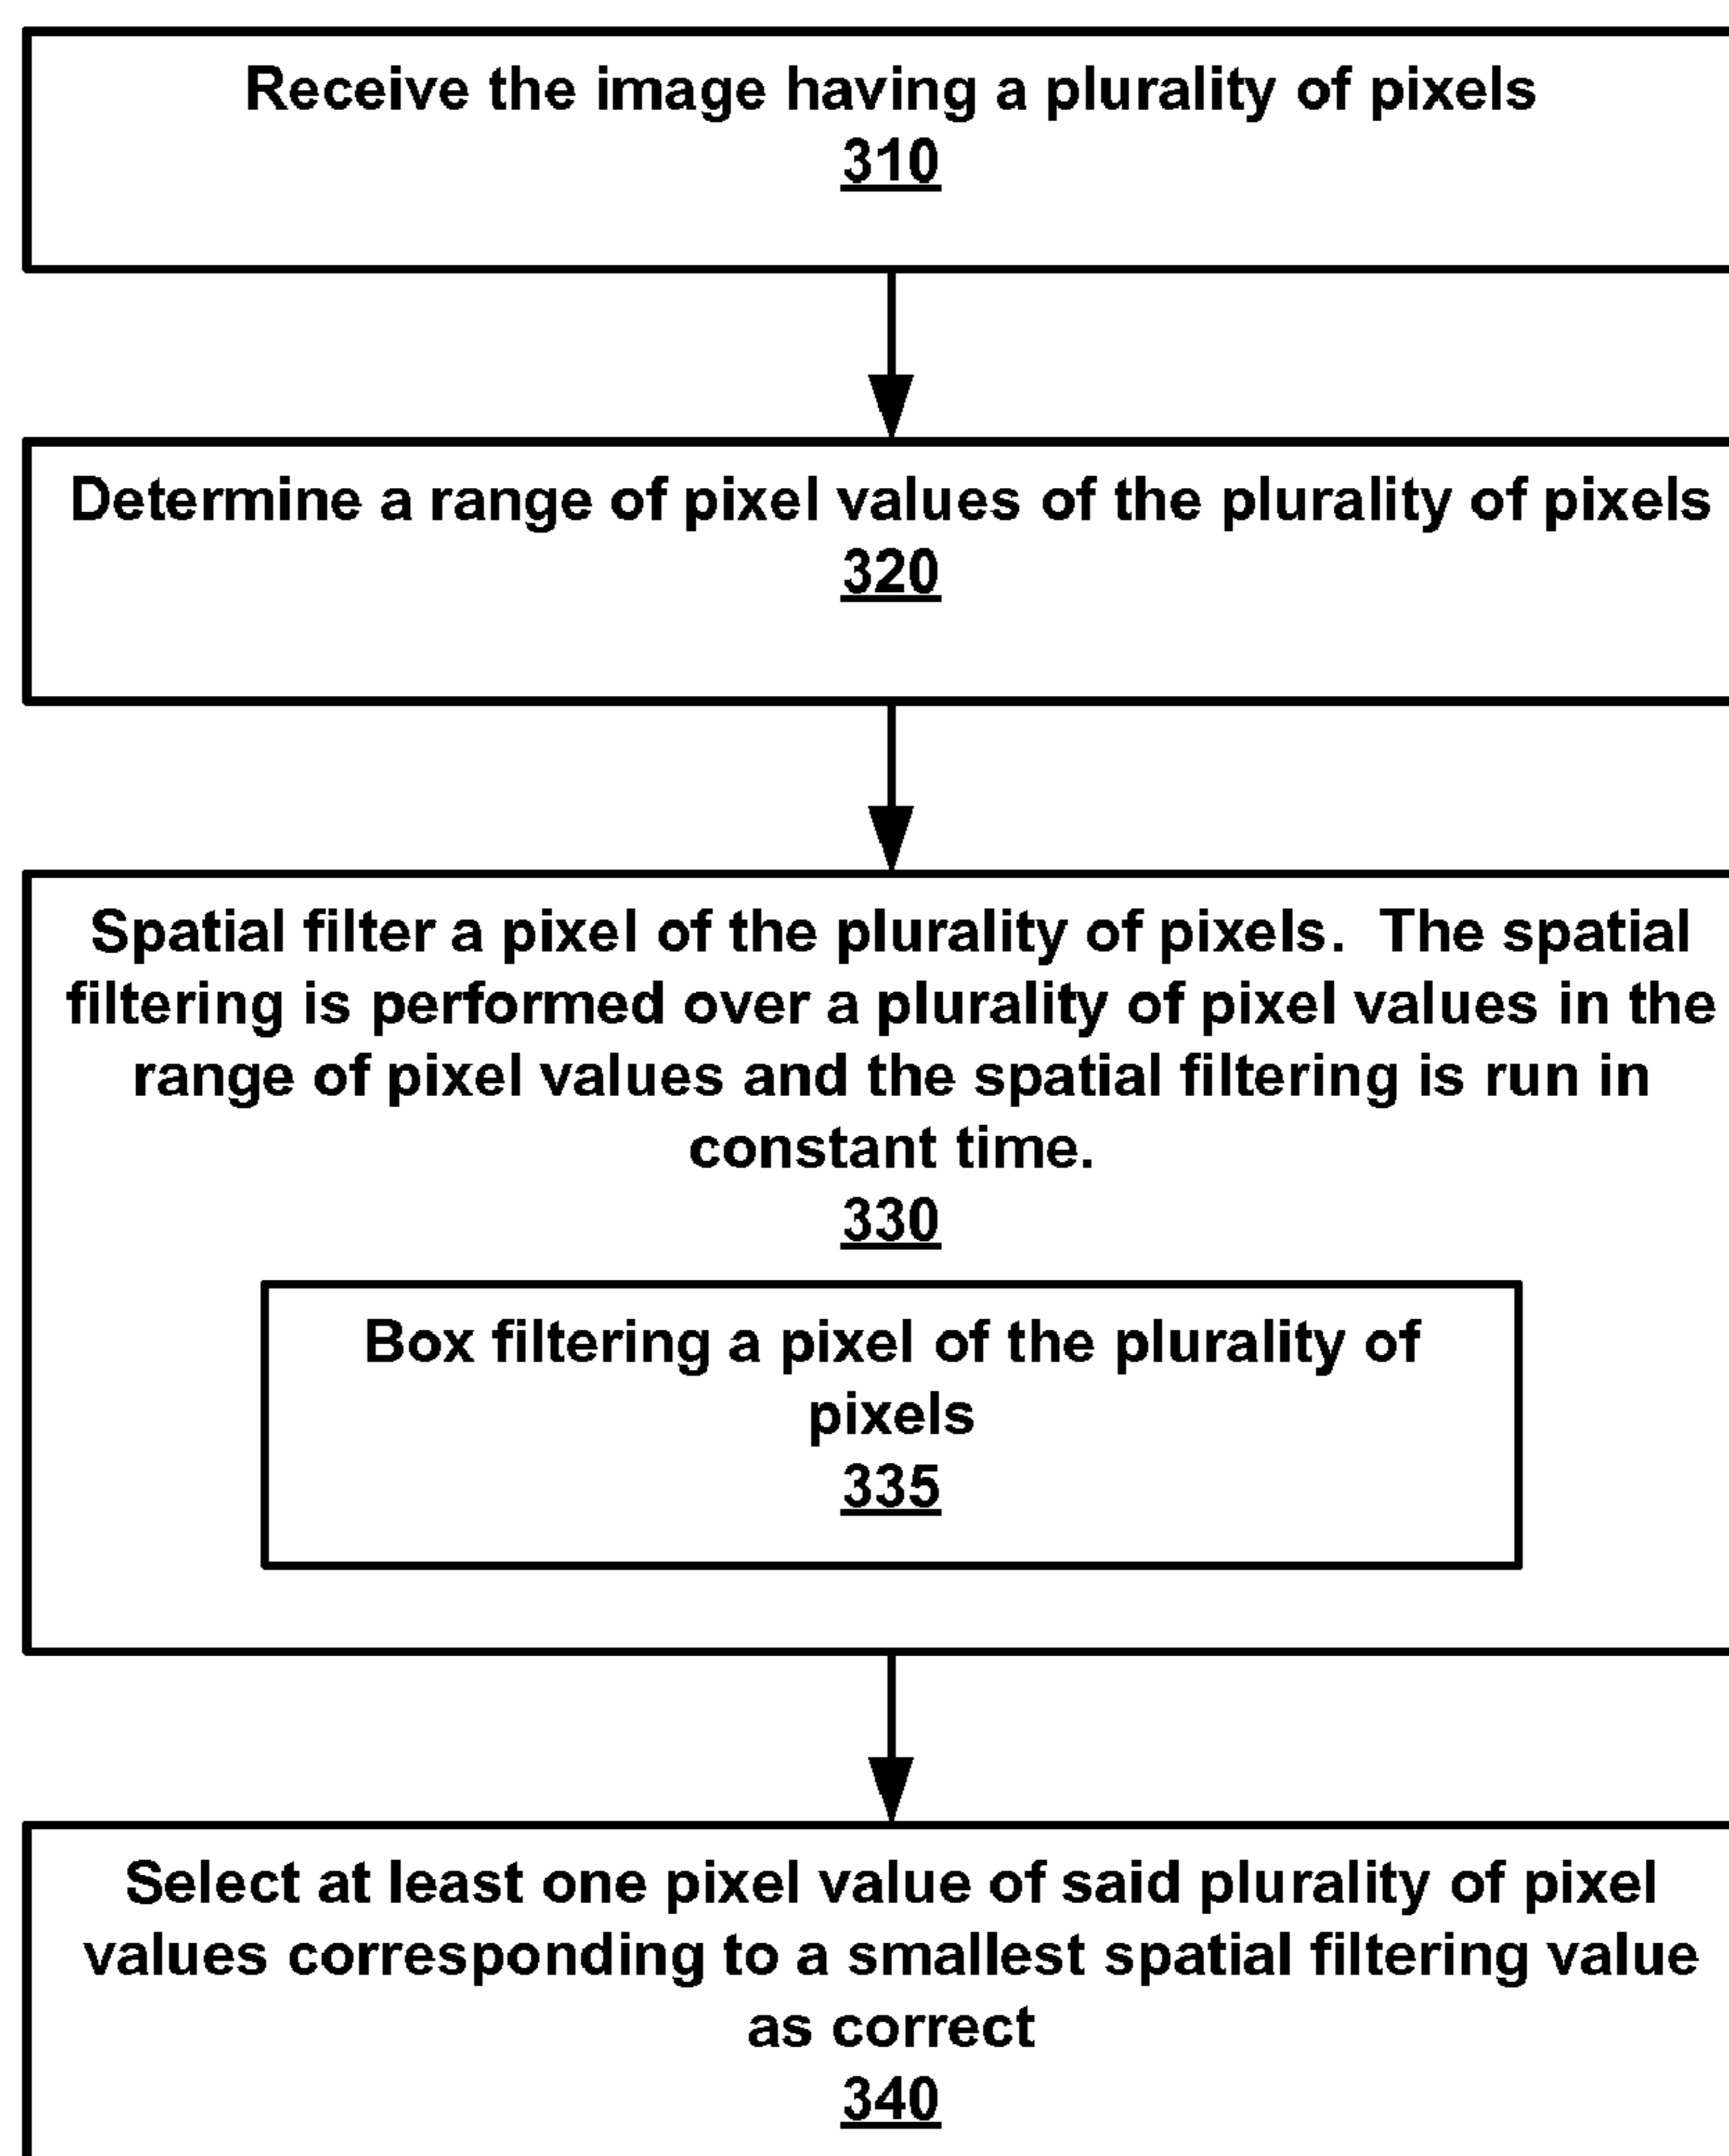 Receive the image having a plurality of pixels
310
Determine a range of pixel values of the plurality of pixels
320
Spatial filter a pixel of the plurality of pixels.  The spatial
filtering is performed over a plurality of pixel values in the
range of pixel values and the spatial filtering is run in
constant time.
330
Box filtering a pixel of the plurality of
pixels
335
Select at least one pixel value of said plurality of pixel
values corresponding to a smallest spatial filtering value
as correct
340